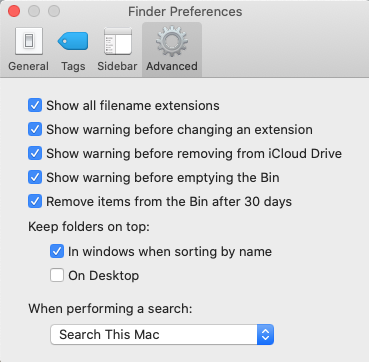 Finder Preferences
General Tags Sidebar Advanced
Show all filename extensions
Show warning before changing an extension
Show warning before removing from iCloud Drive
Show warning before emptying the Bin
Remove items from the Bin after 30 days
Keep folders on top:
In windows when sorting by name
On Desktop
When performing a search:
Search This Mac